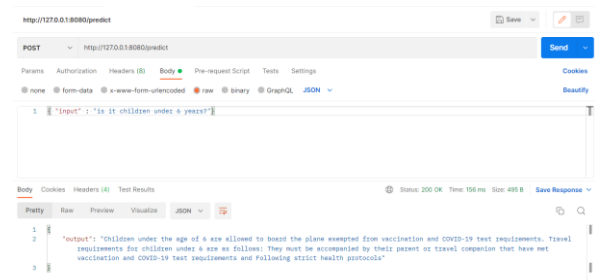 http://127.0.0.1:8080/predict Save
POST http://127.0.0.1:8080/predict Send
Params Authorization Headers (8) Body Pre-request Script Tests Settings Cookies
none form-data x-www-form-urlencoded raw binary GraphQL JSON Beautify
1 { "input" : "is it children under 6 years?"}
Body Cookies Headers (4) Test Results Status: 200 OK Time: 156 ms Size: 495 B Save Response
Pretty Raw Preview Visualize JSON
1 {
2 "output": "Children under the age of 6 are allowed to board the plane exempted from vaccination and COVID-19 test requirements. Travel
requirements for children under 6 are as follows: They must be accompanied by their parent or travel companion that have met
vaccination and COVID-19 test requirements and Following strict health protocols"
3 }